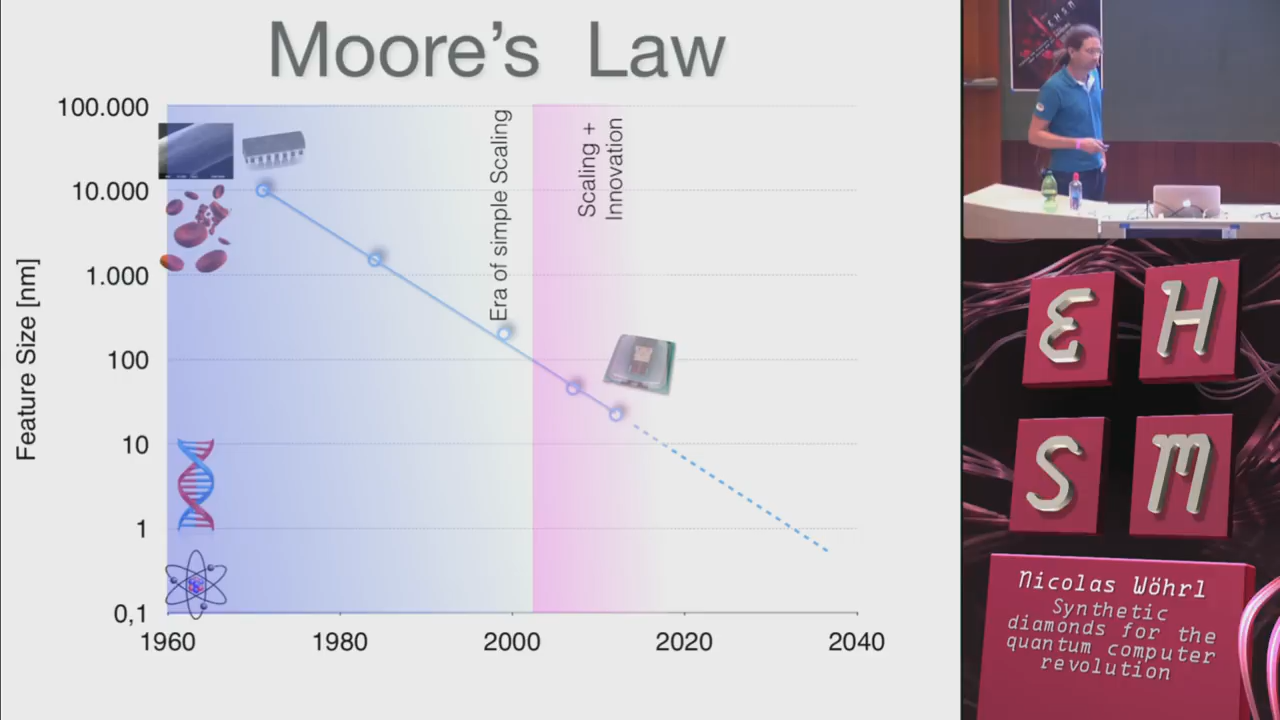 Moore's Law
100.000
10.000
1.000
100
10
1
0,1
Feature Size [nm]
1960
1980
2000
2020
2040
Era of simple Scaling
Scaling +
Innovation
EHSM
E
H
S
M
Nicolas Wöhrl
Synthetic
diamonds for the
quantum computer
revolution